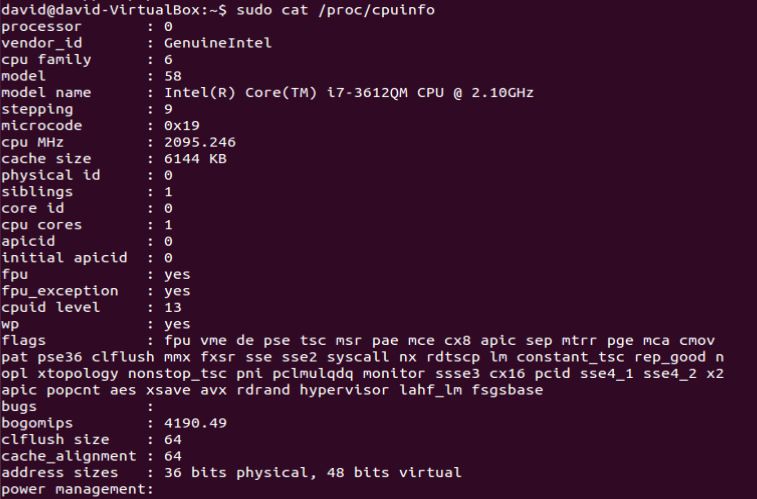 david@david-VirtualBox:~$ sudo cat /proc/cpuinfo
processor       : 0
vendor_id       : GenuineIntel
cpu family      : 6
model           : 58
model name      : Intel(R) Core(TM) i7-3612QM CPU @ 2.10GHz
stepping        : 9
microcode       : 0x19
cpu MHz         : 2095.246
cache size      : 6144 KB
physical id     : 0
siblings        : 1
core id         : 0
cpu cores       : 1
apicid          : 0
initial apicid  : 0
fpu             : yes
fpu_exception   : yes
cpuid level     : 13
wp              : yes
flags           : fpu vme de pse tsc msr pae mce cx8 apic sep mtrr pge mca cmov
pat pse36 clflush mmx fxsr sse sse2 syscall nx rdtscp lm constant_tsc rep_good n
opl xtopology nonstop_tsc pni pclmulqdq monitor ssse3 cx16 pcid sse4_1 sse4_2 x2
apic popcnt aes xsave avx rdrand hypervisor lahf_lm fsgsbase
bugs            :
bogomips        : 4190.49
clflush size    : 64
cache_alignment : 64
address sizes   : 36 bits physical, 48 bits virtual
power management: